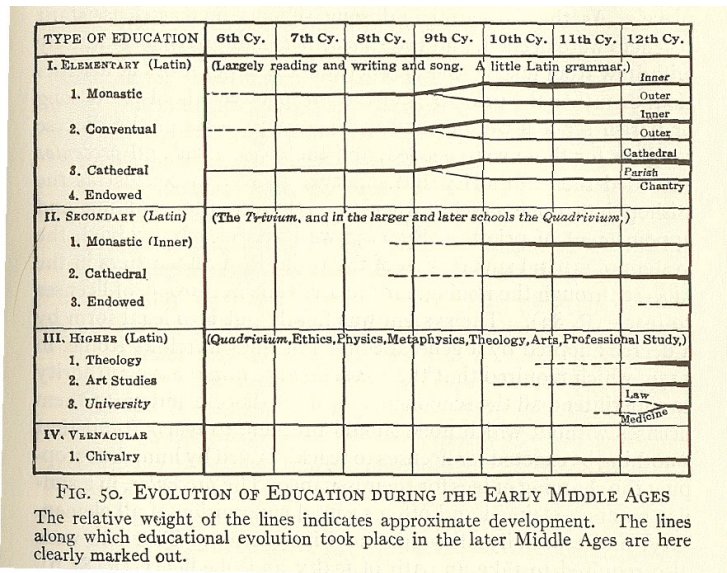 TYPE OF EDUCATION 6th Cy. 7th Cy. 8th Cy. 9th Cy. 10th Cy. 11th Cy. 12th Cy.
I. ELEMENTARY (Latin) (Largely reading and writing and song. A little Latin grammar.)
Inner
1. Monastic
Outer
Inner
2. Conventual
Outer
Cathedral
3. Cathedral
Parish
4. Endowed
Chantry
II. SECONDARY (Latin) (The Trivium, and in the larger and later schools the Quadrivium.)
1. Monastic (Inner)
2. Cathedral
3. Endowed
III. HIGHER (Latin) (Quadrivium, Ethics, Physics, Metaphysics, Theology, Arts, Professional Study,)
1. Theology
2. Art Studies
3. University
Law
Medicine
IV. VERNACULAR
1. Chivalry
FIG. 50. EVOLUTION OF EDUCATION DURING THE EARLY MIDDLE AGES
The relative weight of the lines indicates approximate development. The lines
along which educational evolution took place in the later Middle Ages are here
clearly marked out.